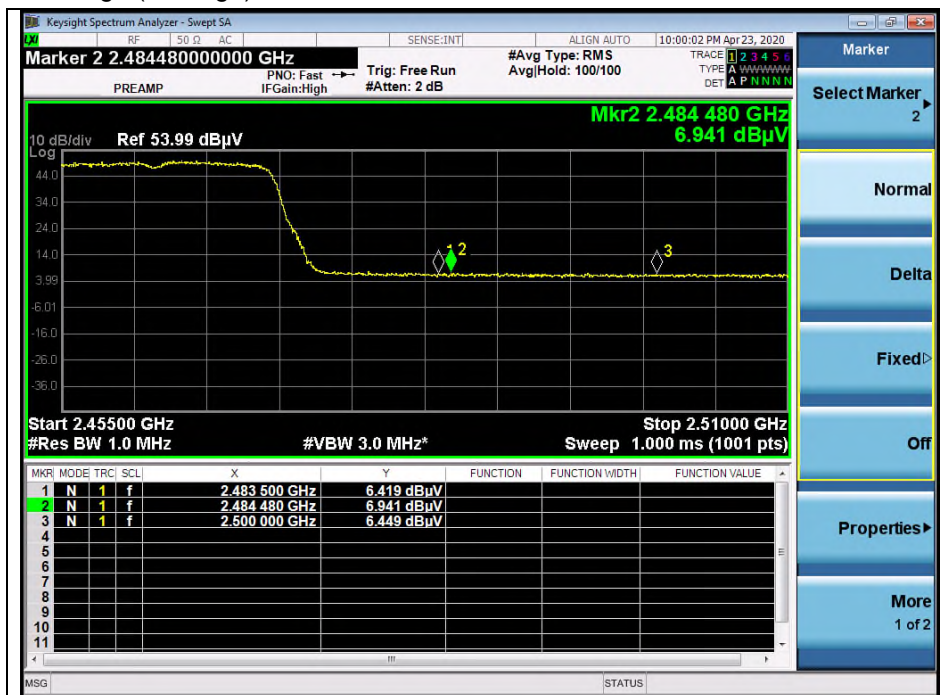 Keysight Spectrum Analyzer - Swept SA
LXI RF 50 Ω AC SENSE:INT ALIGN AUTO 10:00:02 PM Apr 23, 2020
Marker 2 2.484480000000 GHz
PREAMP
PNO: Fast
IFGain:High
Trig: Free Run
#Atten: 2 dB
#Avg Type: RMS
Avg|Hold: 100/100
TRACE 1 2 3 4 5 6
TYPE A WWWWW
DET A P N N N N
Mkr2 2.484 480 GHz
6.941 dBµV
10 dB/div Ref 53.99 dBµV
Log
44.0
34.0
24.0
14.0
3.99
-6.01
-16.0
-26.0
-36.0
1 2 3
Start 2.45500 GHz Stop 2.51000 GHz
#Res BW 1.0 MHz #VBW 3.0 MHz* Sweep 1.000 ms (1001 pts)
MKR MODE TRC SCL X Y FUNCTION FUNCTION WIDTH FUNCTION VALUE
1 N 1 f 2.483 500 GHz 6.419 dBµV
2 N 1 f 2.484 480 GHz 6.941 dBµV
3 N 1 f 2.500 000 GHz 6.449 dBµV
4
5
6
7
8
9
10
11
MSG STATUS
Marker
Select Marker
2
Normal
Delta
Fixed
Off
Properties
More
1 of 2